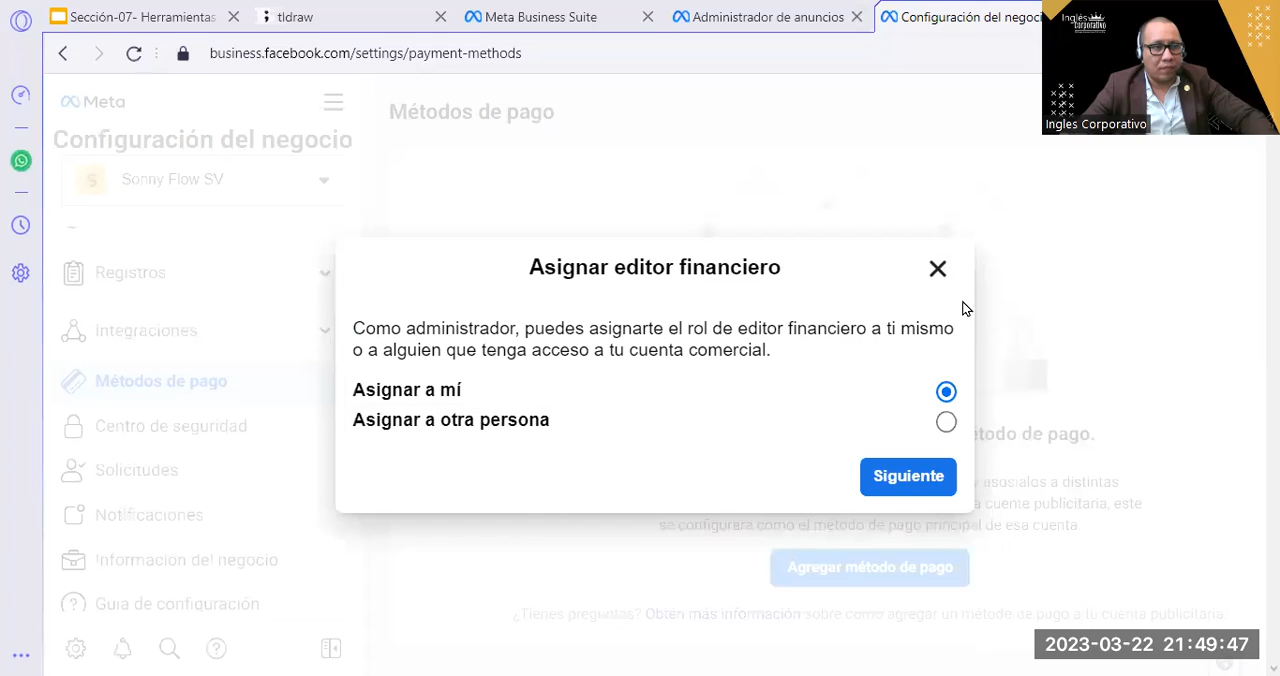 Sección-07- Herramientas
tldraw
Meta Business Suite
Administrador de anuncios
Configuración del negoci
business.facebook.com/settings/payment-methods
Inglés
Corporativo
Ingles Corporativo
Meta
Configuración del negocio
S
Sonny Flow SV
Registros
Integraciones
Métodos de pago
Centro de seguridad
Solicitudes
Notificaciones
Información del negocio
Guía de configuración
Métodos de pago
Asignar editor financiero
Como administrador, puedes asignarte el rol de editor financiero a ti mismo
o a alguien que tenga acceso a tu cuenta comercial.
Asignar a mí
Asignar a otra persona
Siguiente
étodo de pago.
y asócialos a distintas
a cuenta publicitaria, este
se configurará como el método de pago principal de esa cuenta.
Agregar método de pago
¿Tienes preguntas? Obtén más información sobre cómo agregar un método de pago a tu cuenta publicitaria.
2023-03-22 21:49:47